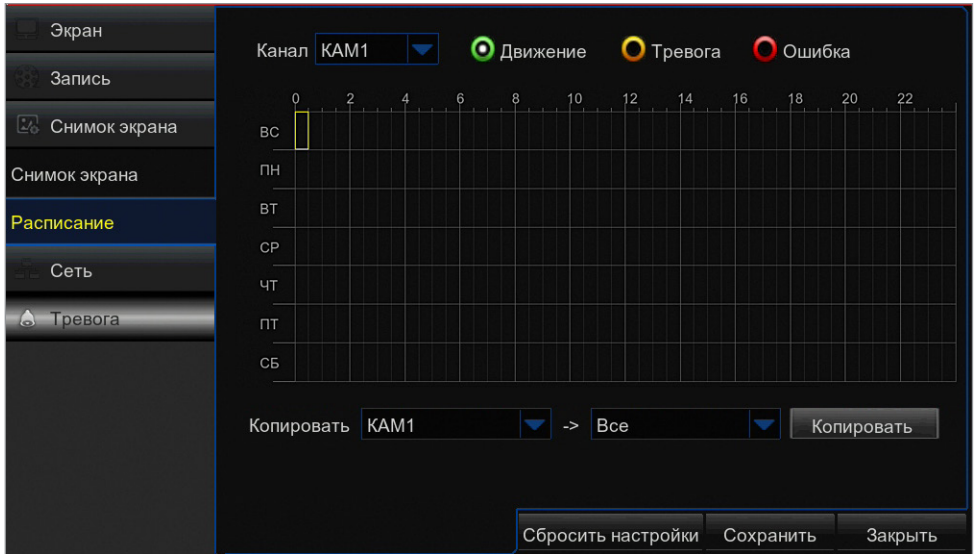 Экран
Запись
Снимок экрана
Снимок экрана
Расписание
Сеть
Тревога
Канал КАМ1 Движение Тревога Ошибка
0 2 4 6 8 10 12 14 16 18 20 22
ВС
ПН
ВТ
СР
ЧТ
ПТ
СБ
Копировать КАМ1 -> Все Копировать
Сбросить настройки Сохранить Закрыть